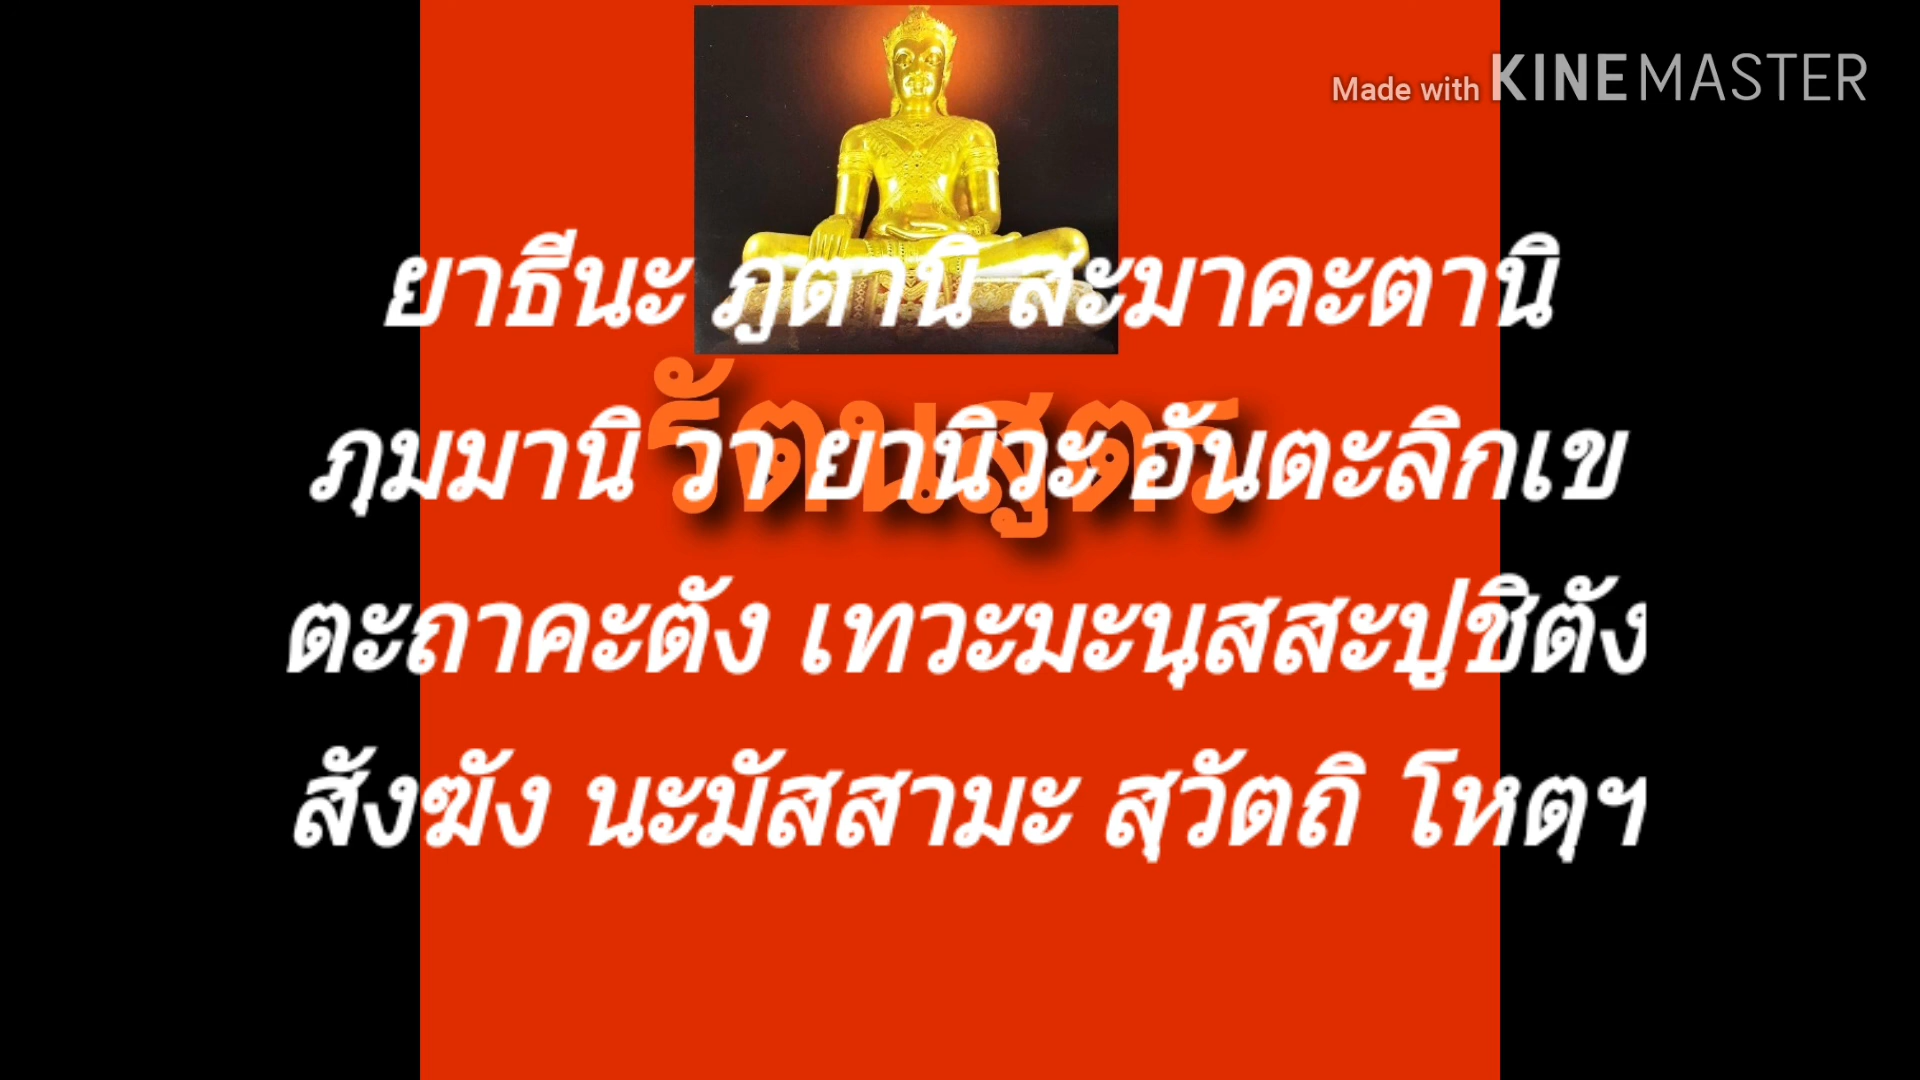 Made with KINEMASTER
ยาธีนะ ภูตานิ สะมาคะตานิ
รัตนสูตร
ภุมมานิ วา ยานิวะ อันตะลิกเข
ตะถาคะตัง เทวะมะนุสสะปูชิตัง
สังฆัง นะมัสสามะ สุวัตถิ โหตุฯ